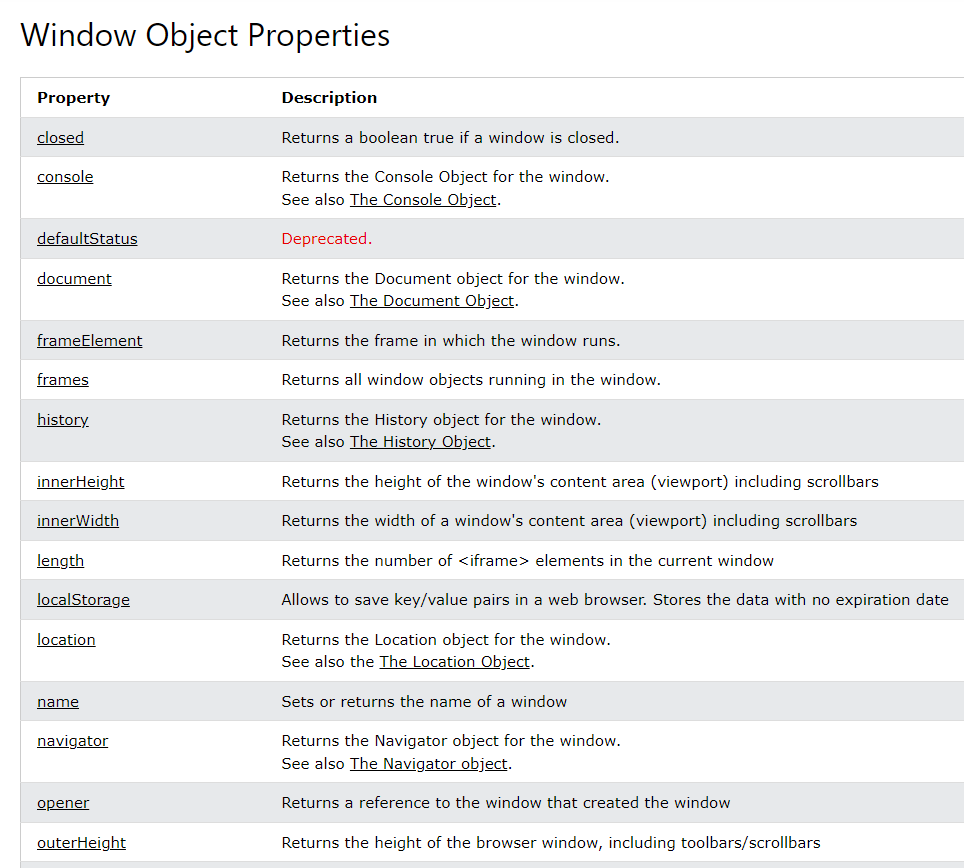 Window Object Properties
Property Description
closed Returns a boolean true if a window is closed.
console Returns the Console Object for the window.
See also The Console Object.
defaultStatus Deprecated.
document Returns the Document object for the window.
See also The Document Object.
frameElement Returns the frame in which the window runs.
frames Returns all window objects running in the window.
history Returns the History object for the window.
See also The History Object.
innerHeight Returns the height of the window's content area (viewport) including scrollbars
innerWidth Returns the width of a window's content area (viewport) including scrollbars
length Returns the number of <iframe> elements in the current window
localStorage Allows to save key/value pairs in a web browser. Stores the data with no expiration date
location Returns the Location object for the window.
See also the The Location Object.
name Sets or returns the name of a window
navigator Returns the Navigator object for the window.
See also The Navigator object.
opener Returns a reference to the window that created the window
outerHeight Returns the height of the browser window, including toolbars/scrollbars